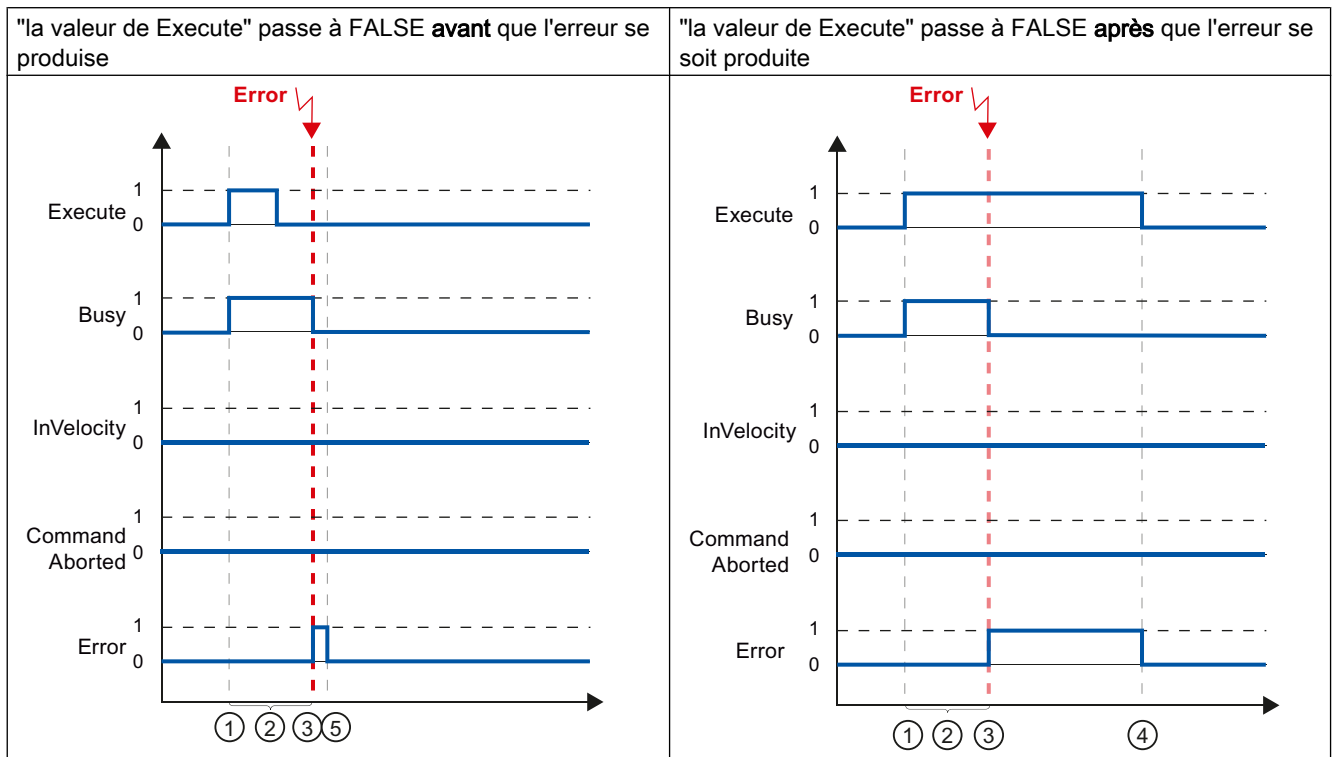 "la valeur de Execute" passe à FALSE avant que l'erreur se
produise
Error
1
Execute
0
1
Busy
0
1
InVelocity
0
1
Command
Aborted
0
1
Error
0
① ② ③ ⑤
"la valeur de Execute" passe à FALSE après que l'erreur se
soit produite
Error
1
Execute
0
1
Busy
0
1
InVelocity
0
1
Command
Aborted
0
1
Error
0
① ② ③ ④